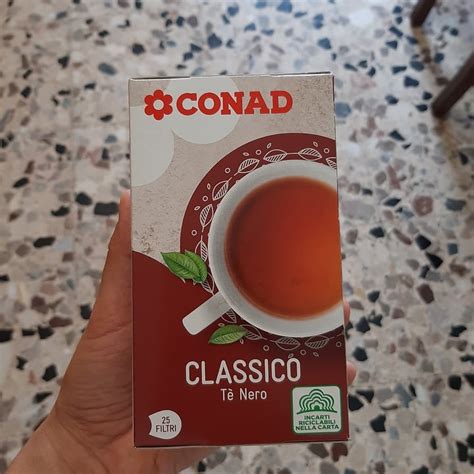 CONAD
CLASSICO
Tè Nero
25
FILTRI
INCARTI
RICICLABILI
NELLA CARTA